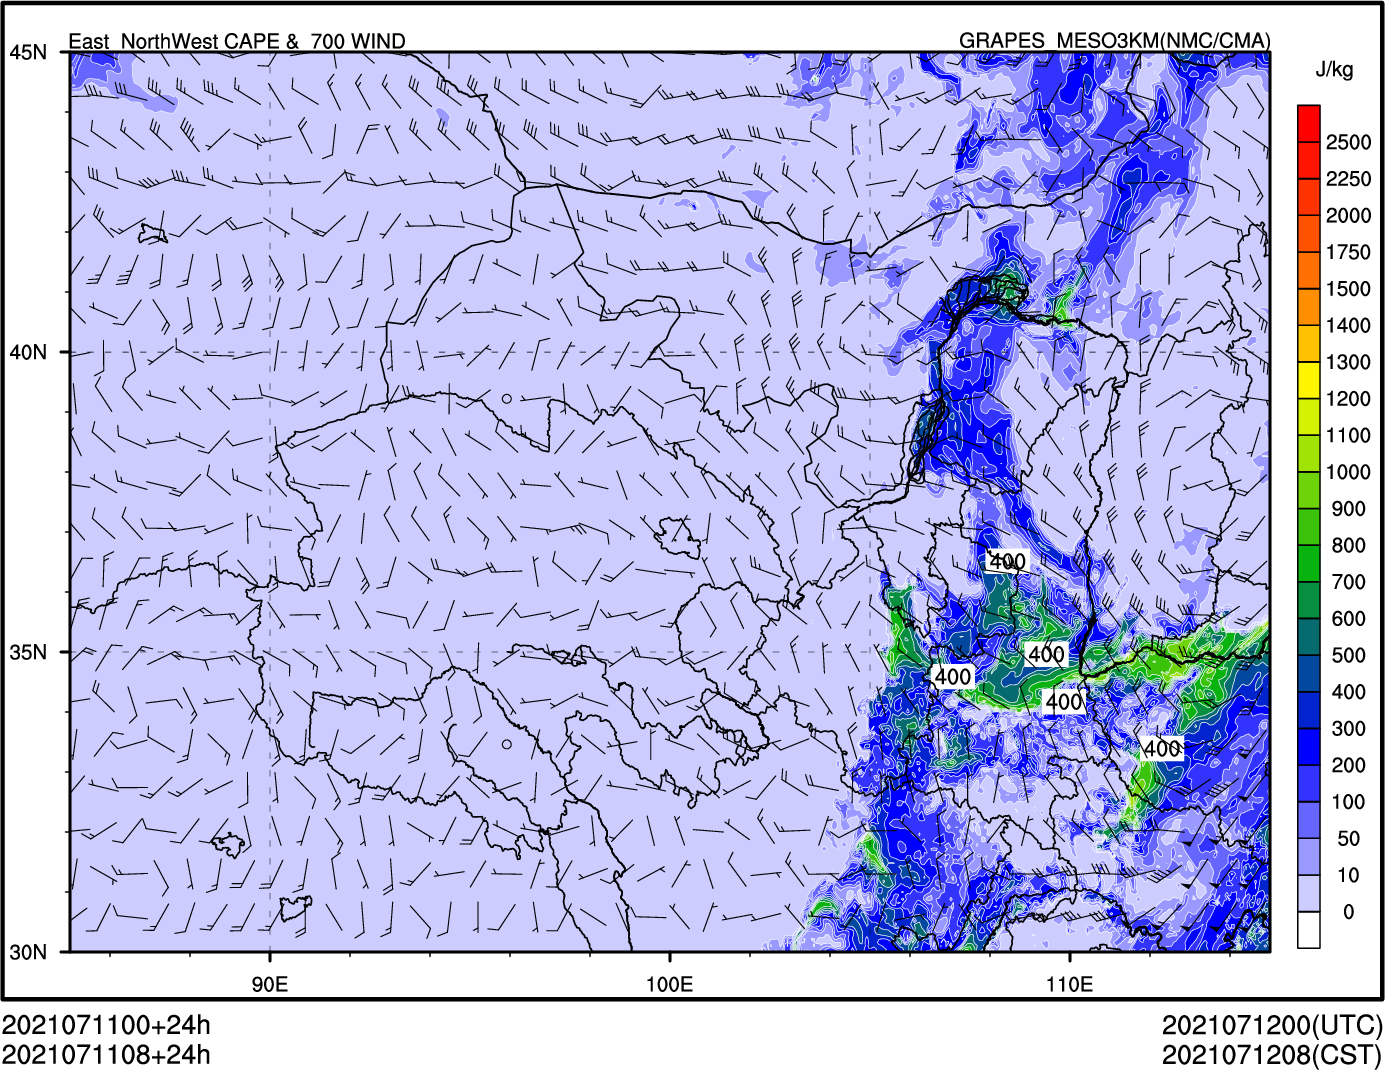 East  NorthWest CAPE &  700 WIND
GRAPES  MESO3KM(NMC/CMA)
J/kg
45N
40N
35N
30N
90E
100E
110E
2500
2250
2000
1750
1500
1400
1300
1200
1100
1000
900
800
700
600
500
400
300
200
100
50
10
0
400
400
400
400
400
2021071100+24h
2021071200(UTC)
2021071108+24h
2021071208(CST)